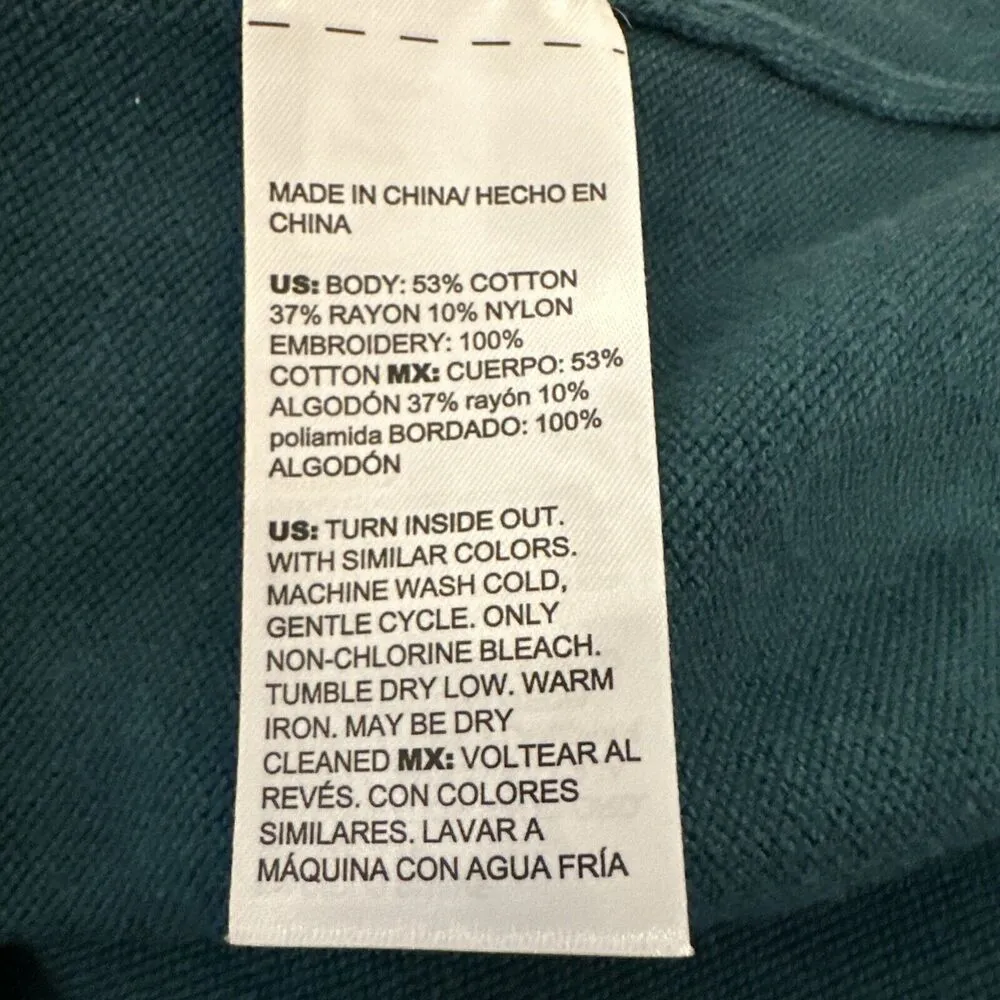 MADE IN CHINA/ HECHO EN
CHINA
US: BODY: 53% COTTON
37% RAYON 10% NYLON
EMBROIDERY: 100%
COTTON MX: CUERPO: 53%
ALGODÓN 37% rayón 10%
poliamida BORDADO: 100%
ALGODÓN
US: TURN INSIDE OUT.
WITH SIMILAR COLORS.
MACHINE WASH COLD,
GENTLE CYCLE. ONLY
NON-CHLORINE BLEACH.
TUMBLE DRY LOW. WARM
IRON. MAY BE DRY
CLEANED MX: VOLTEAR AL
REVÉS. CON COLORES
SIMILARES. LAVAR A
MÁQUINA CON AGUA FRÍA